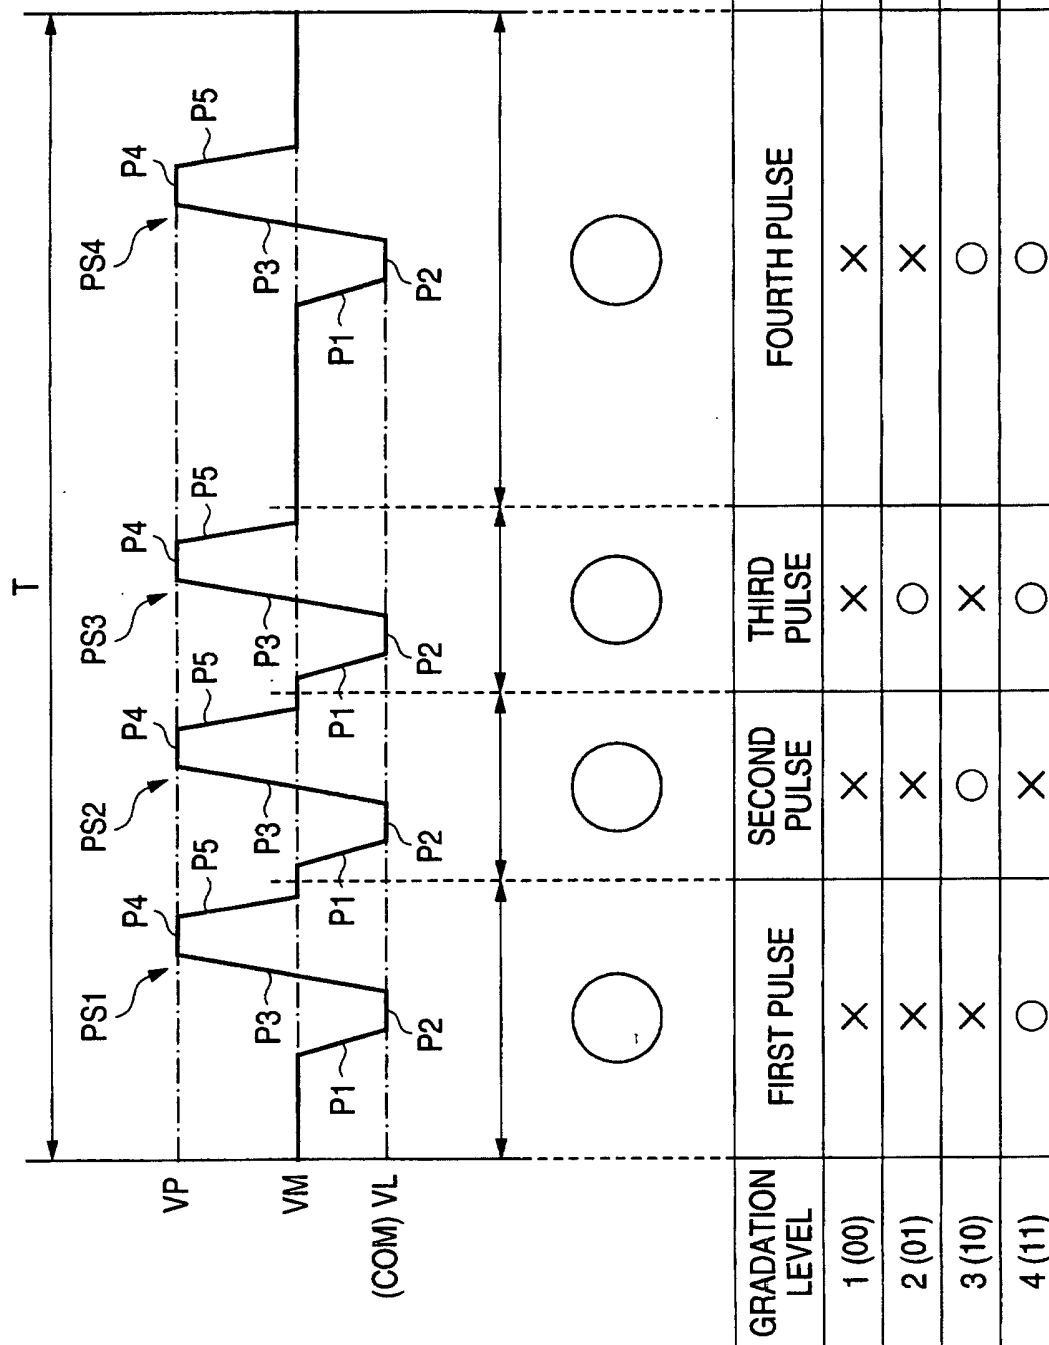 T
PS1
PS2
PS3
PS4
P4
P5
P4
P5
P4
P5
P4
P5
VP
VM
(COM) VL
P1
P3
P2
P1
P3
P2
P1
P3
P2
P1
P3
P2
GRADATION LEVEL
FIRST PULSE
SECOND PULSE
THIRD PULSE
FOURTH PULSE
1 (00) × × × ×
2 (01) × × ○ ×
3 (10) × ○ × ○
4 (11) ○ × ○ ○